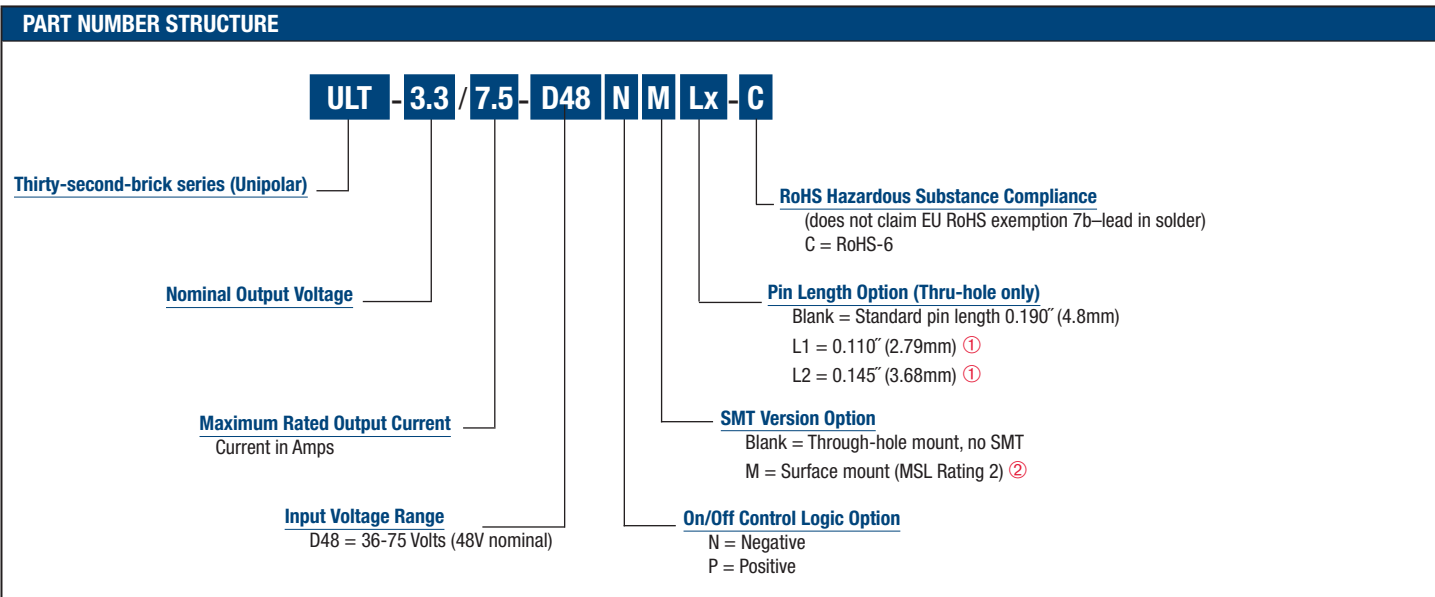 PART NUMBER STRUCTURE
ULT - 3.3 / 7.5 - D48 N M Lx - C
Thirty-second-brick series (Unipolar)
RoHS Hazardous Substance Compliance
(does not claim EU RoHS exemption 7b–lead in solder)
C = RoHS-6
Nominal Output Voltage
Pin Length Option (Thru-hole only)
Blank = Standard pin length 0.190˝ (4.8mm)
L1 = 0.110˝ (2.79mm) ①
L2 = 0.145˝ (3.68mm) ①
Maximum Rated Output Current
Current in Amps
SMT Version Option
Blank = Through-hole mount, no SMT
M = Surface mount (MSL Rating 2) ②
Input Voltage Range
D48 = 36-75 Volts (48V nominal)
On/Off Control Logic Option
N = Negative
P = Positive